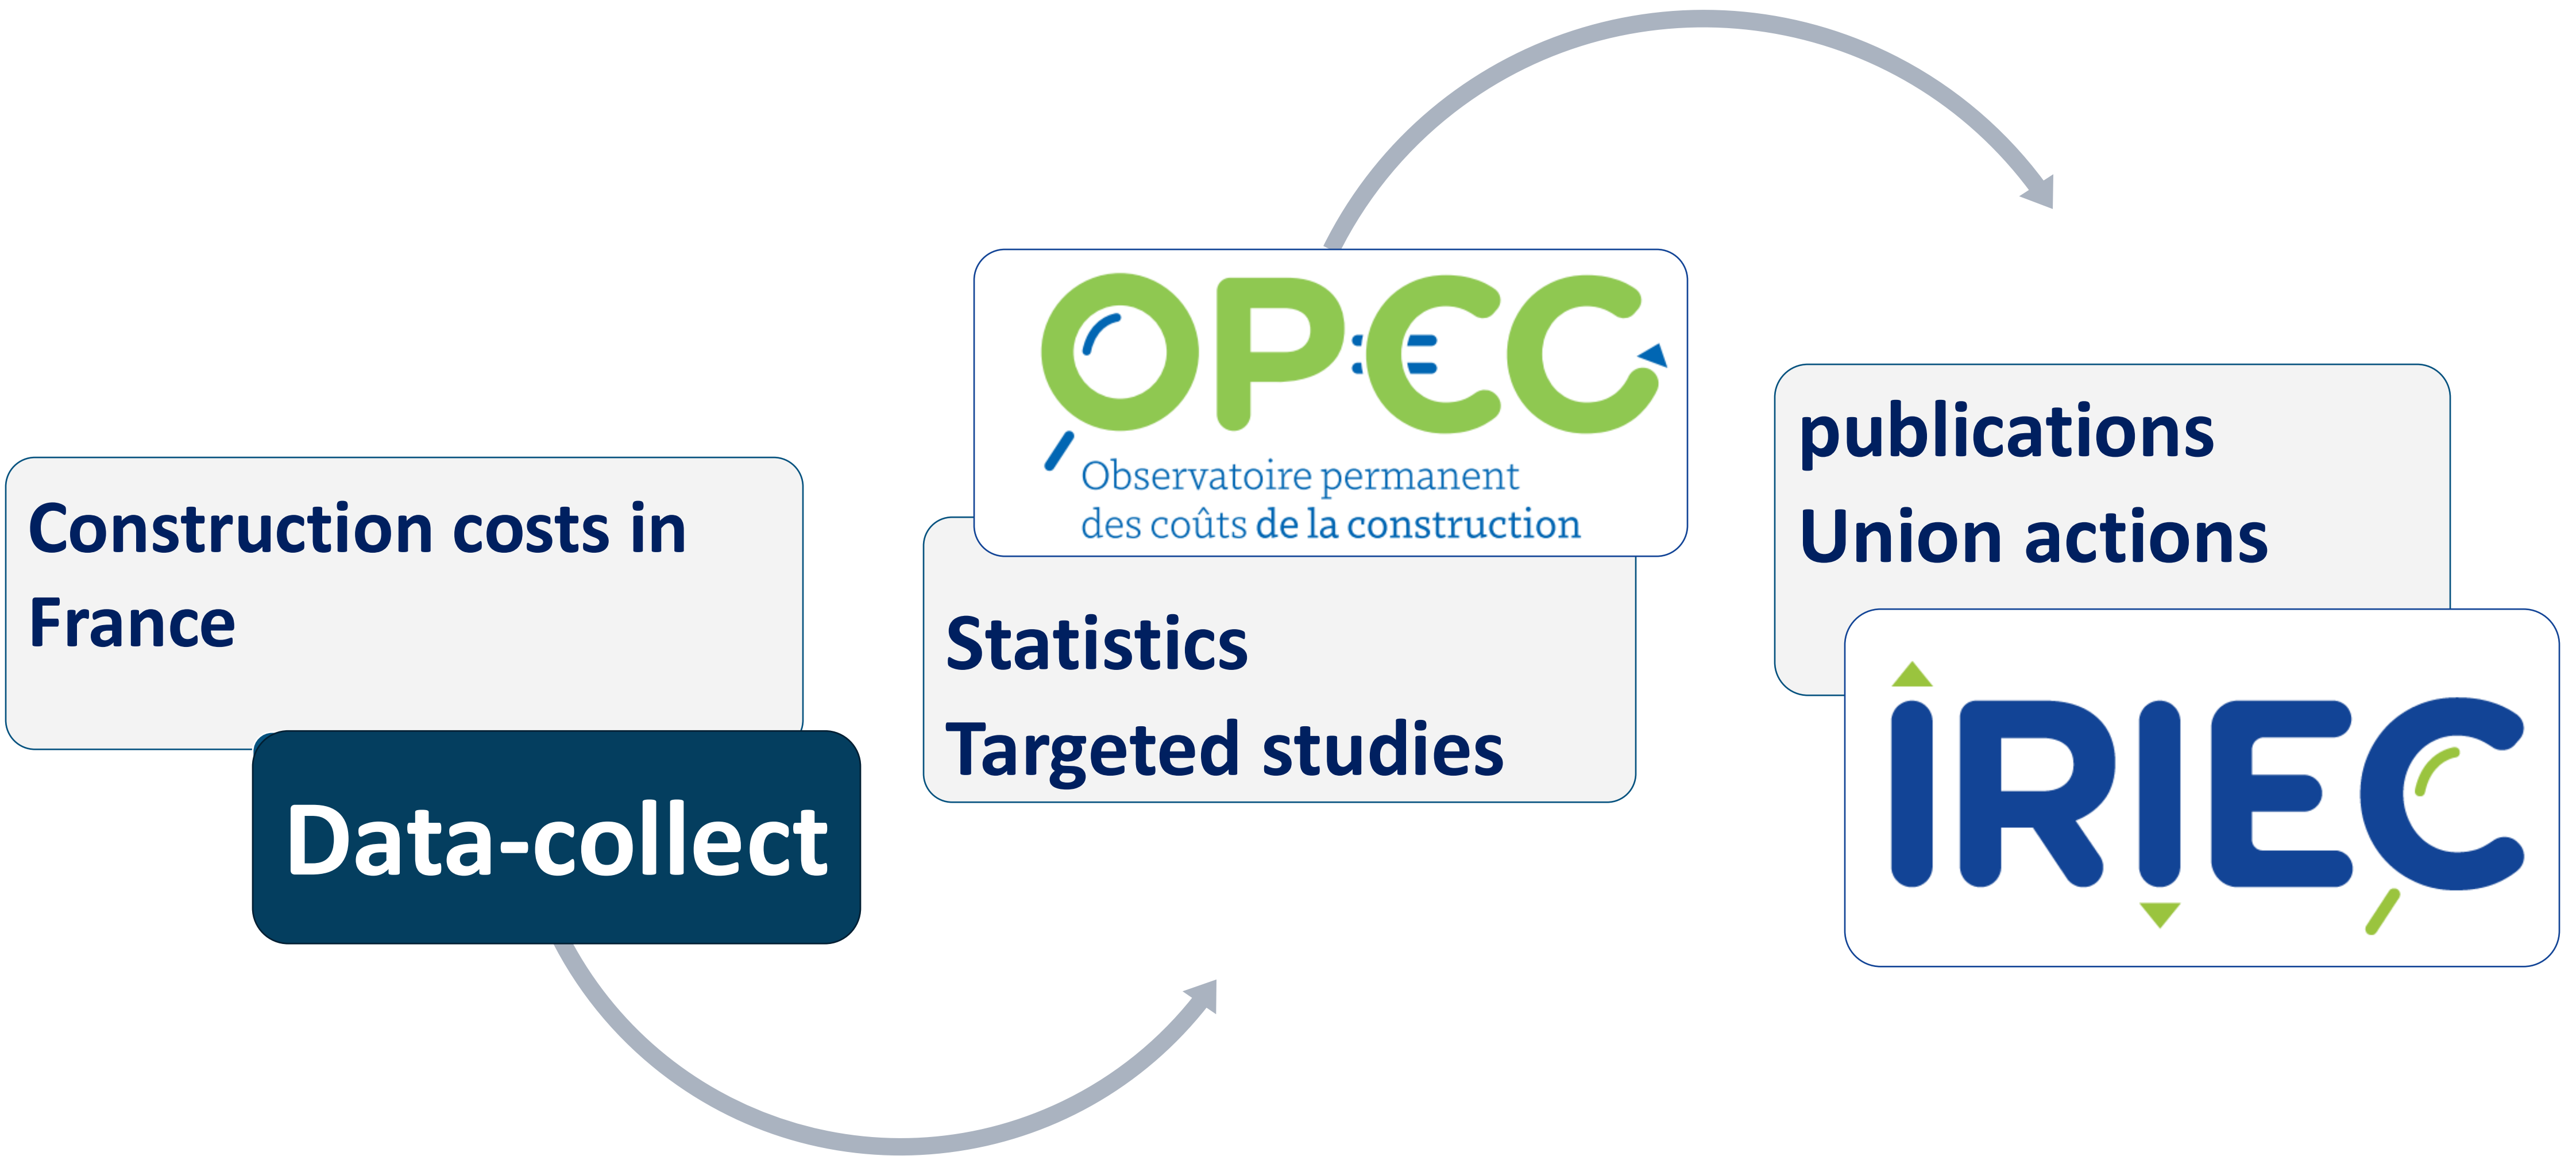 Construction costs in
France
Data-collect
OPCC
Observatoire permanent
des coûts de la construction
Statistics
Targeted studies
publications
Union actions
IRIEC